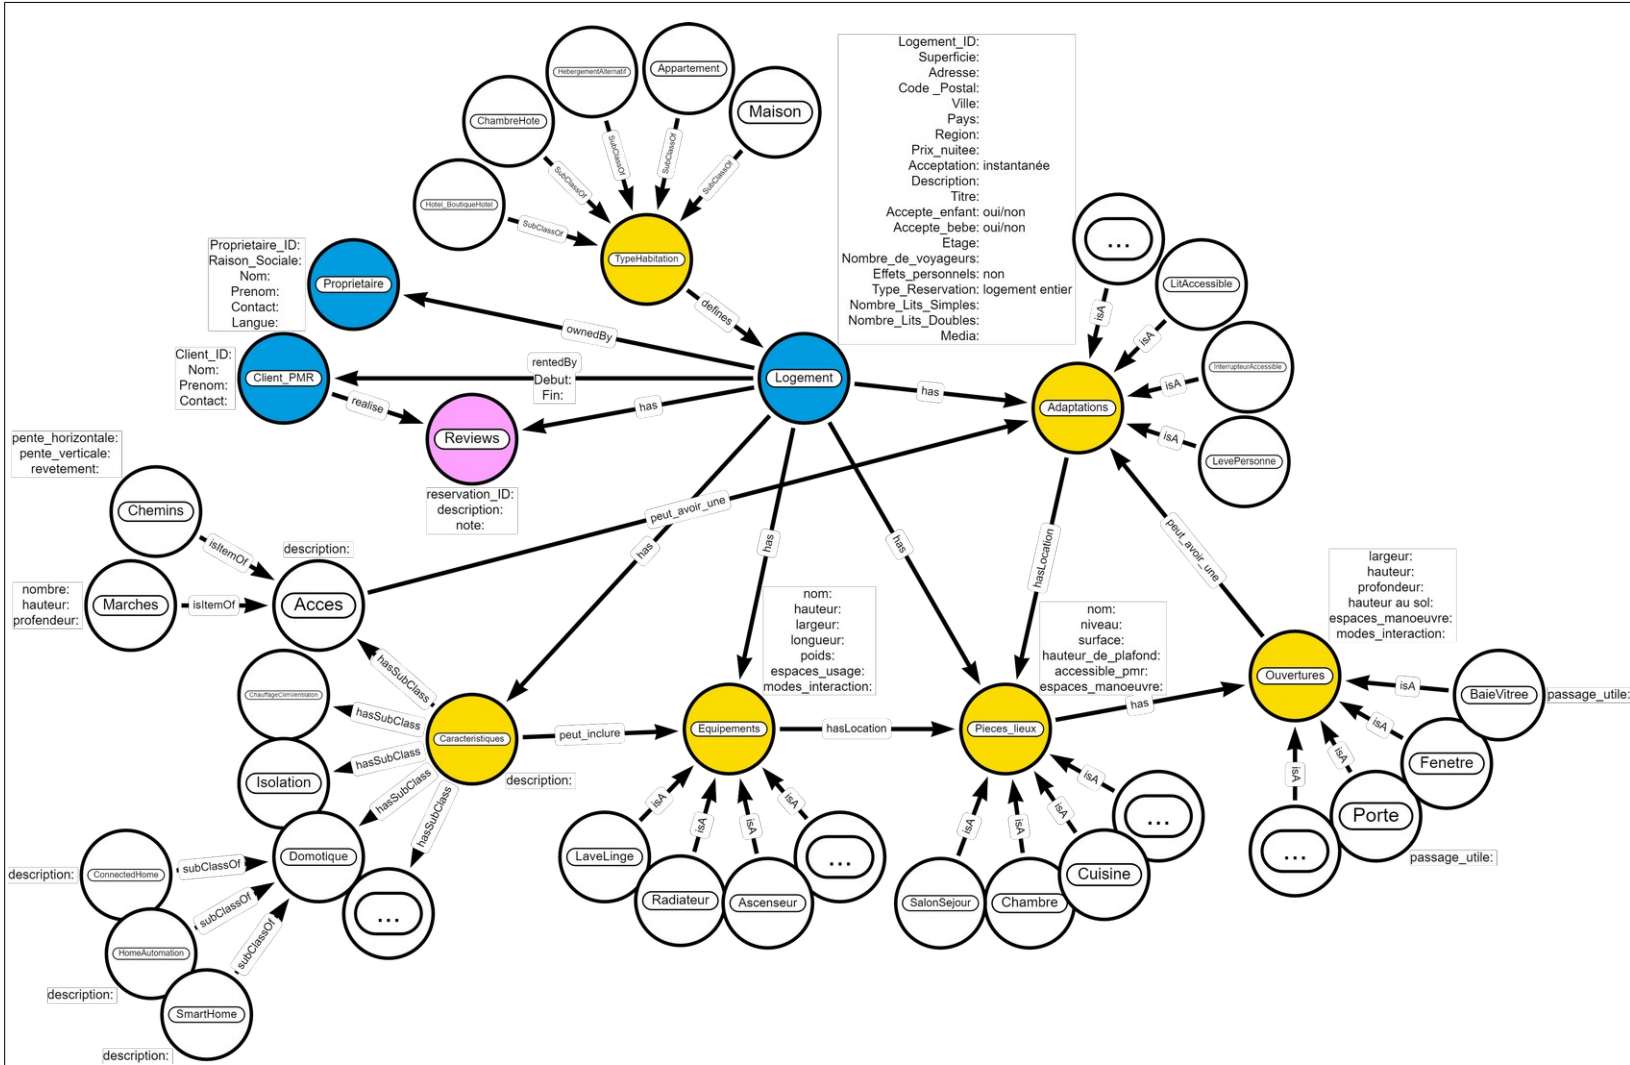 HebergementAlternatif
Appartement
ChambreHote
Maison
Hotel_BoutiqueHotel
SubClassOf
SubClassOf
SubClassOf
SubClassOf
SubClassOf
TypeHabitation
defines
Logement_ID:
Superficie:
Adresse:
Code _Postal:
Ville:
Pays:
Region:
Prix_nuitee:
Acceptation: instantanée
Description:
Titre:
Accepte_enfant: oui/non
Accepte_bebe: oui/non
Etage:
Nombre_de_voyageurs:
Effets_personnels: non
Type_Reservation: logement entier
Nombre_Lits_Simples:
Nombre_Lits_Doubles:
Media:
...
LitAccessible
InterrupteurAccessible
LevePersonne
isA
isA
isA
isA
Adaptations
Proprietaire_ID:
Raison_Sociale:
Nom:
Prenom:
Contact:
Langue:
Proprietaire
ownedBy
Client_ID:
Nom:
Prenom:
Contact:
Client_PMR
rentedBy
Debut:
Fin:
Logement
has
realise
has
Reviews
reservation_ID:
description:
note:
pente_horizontale:
pente_verticale:
revetement:
Chemins
isItemOf
description:
nombre:
hauteur:
profendeur:
Marches
isItemOf
Acces
peut_avoir_une
has
has
has
hasLocation
peut_avoir_une
largeur:
hauteur:
profondeur:
hauteur au sol:
espaces_manoeuvre:
modes_interaction:
nom:
hauteur:
largeur:
longueur:
poids:
espaces_usage:
modes_interaction:
nom:
niveau:
surface:
hauteur_de_plafond:
accessible_pmr:
espaces_manoeuvre:
hasSubClass
ChauffageClimVentilaton
hasSubClass
Isolation
hasSubClass
hasSubClass
hasSubClass
Caracteristiques
description:
peut_inclure
Equipements
hasLocation
Pieces_lieux
has
Ouvertures
isA
BaieVitree
passage_utile:
isA
Fenetre
isA
Porte
passage_utile:
isA
...
isA
isA
isA
isA
LaveLinge
Radiateur
Ascenseur
...
isA
isA
isA
isA
SalonSejour
Chambre
Cuisine
...
Domotique
...
description:
ConnectedHome
subClassOf
HomeAutomation
subClassOf
description:
SmartHome
subClassOf
description: